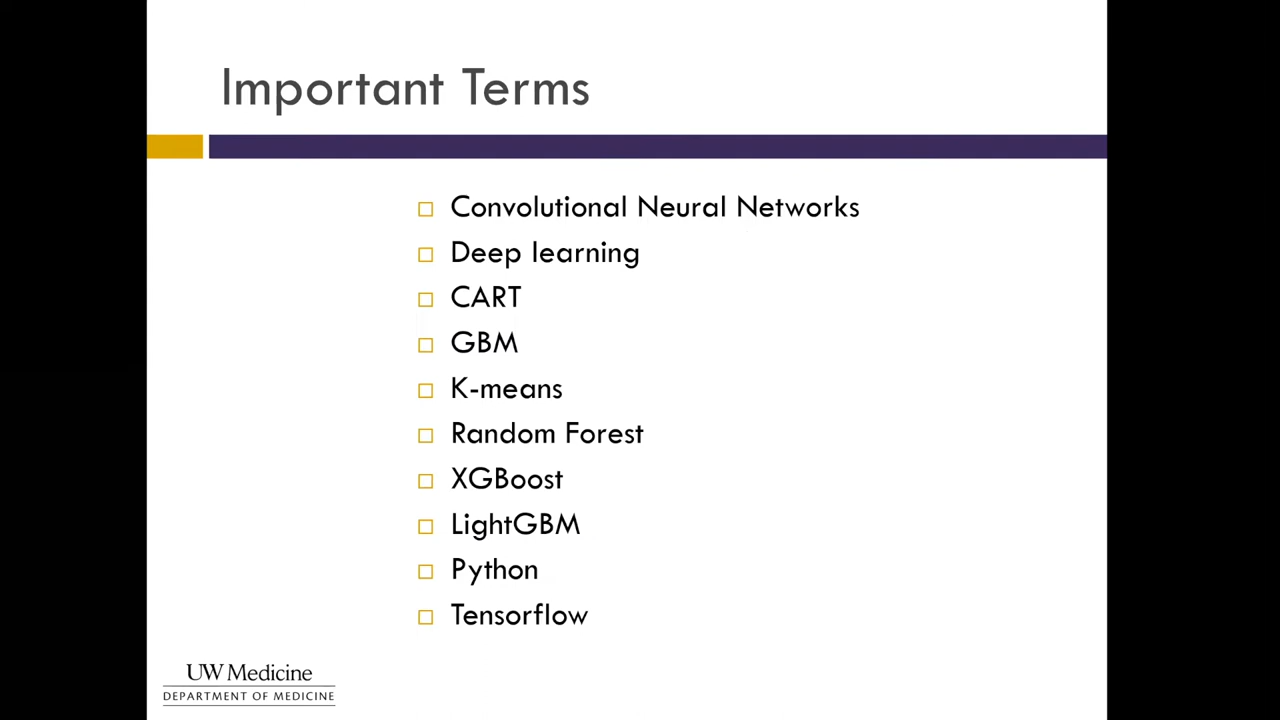 Important Terms
Convolutional Neural Networks
Deep learning
CART
GBM
K-means
Random Forest
XGBoost
LightGBM
Python
Tensorflow
UW Medicine
DEPARTMENT OF MEDICINE